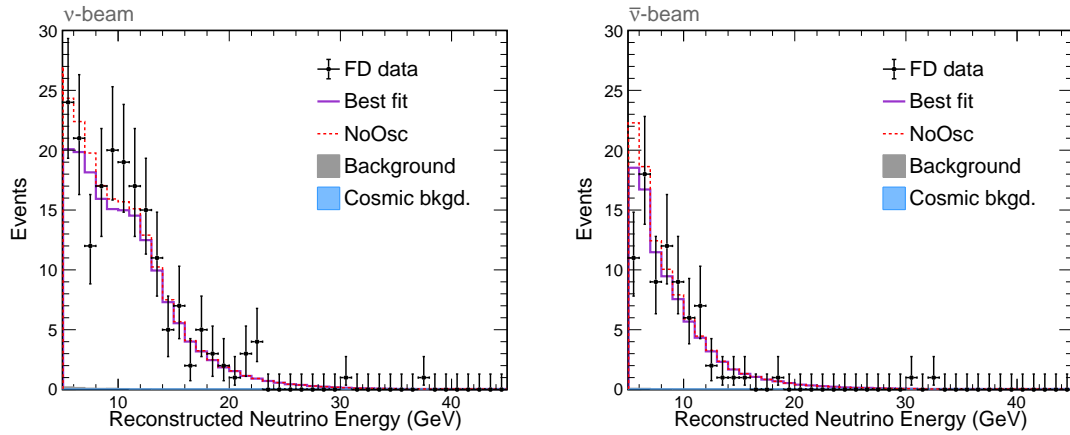 ν-beam
30
25
20
15
10
5
0
Events
10 20 30 40
Reconstructed Neutrino Energy (GeV)
FD data
Best fit
NoOsc
Background
Cosmic bkgd.
ν̅-beam
30
25
20
15
10
5
0
Events
10 20 30 40
Reconstructed Neutrino Energy (GeV)
FD data
Best fit
NoOsc
Background
Cosmic bkgd.